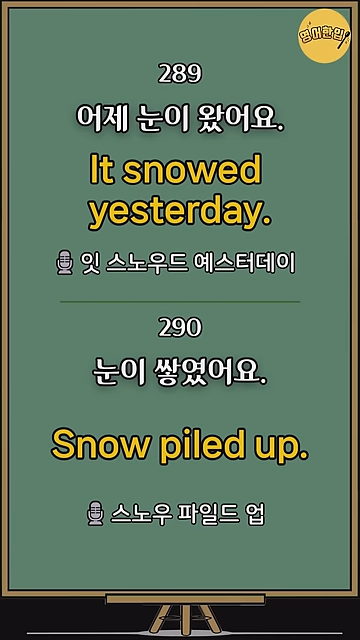 영어한입
289
어제 눈이 왔어요.
It snowed
yesterday.
잇 스노우드 예스터데이
290
눈이 쌓였어요.
Snow piled up.
스노우 파일드 업